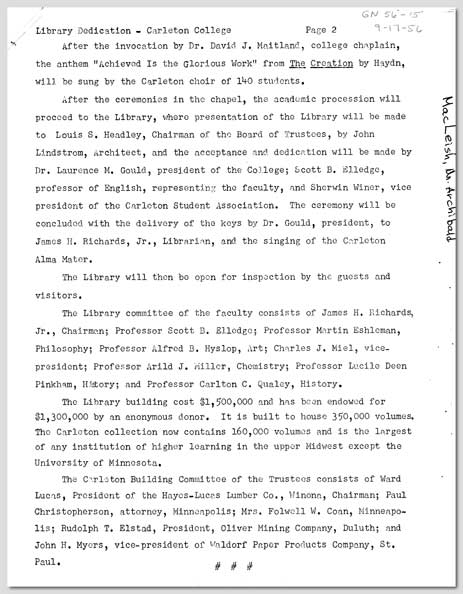 GN 56-15
Library Dedication - Carleton College Page 2 9-17-56
After the invocation by Dr. David J. Maitland, college chaplain,
the anthem "Achieved Is the Glorious Work" from The Creation by Haydn,
will be sung by the Carleton choir of 140 students.
After the ceremonies in the chapel, the academic procession will
proceed to the Library, where presentation of the Library will be made
to Louis S. Headley, Chairman of the Board of Trustees, by John
Lindstrom, Architect, and the acceptance and dedication will be made by
Dr. Laurence M. Gould, president of the College; Scott B. Elledge,
professor of English, representing the faculty, and Sherwin Winer, vice
president of the Carleton Student Association. The ceremony will be
concluded with the delivery of the keys by Dr. Gould, president, to
James H. Richards, Jr., Librarian, and the singing of the Carleton
Alma Mater.
The Library will then be open for inspection by the guests and
visitors.
The Library committee of the faculty consists of James H. Richards,
Jr., Chairman; Professor Scott B. Elledge; Professor Martin Eshleman,
Philosophy; Professor Alfred B. Hyslop, Art; Charles J. Miel, vice-
president; Professor Arild J. Miller, Chemistry; Professor Lucile Deen
Pinkham, History; and Professor Carlton C. Qualey, History.
The Library building cost $1,500,000 and has been endowed for
$1,300,000 by an anonymous donor. It is built to house 350,000 volumes.
The Carleton collection now contains 160,000 volumes and is the largest
of any institution of higher learning in the upper Midwest except the
University of Minnesota.
The Carleton Building Committee of the Trustees consists of Ward
Lucas, President of the Hayes-Lucas Lumber Co., Winona, Chairman; Paul
Christopherson, attorney, Minneapolis; Mrs. Folwell W. Coan, Minneapo-
lis; Rudolph T. Elstad, President, Oliver Mining Company, Duluth; and
John H. Myers, vice-president of Waldorf Paper Products Company, St.
Paul.
# # #
MacLeish, Dr. Archibald